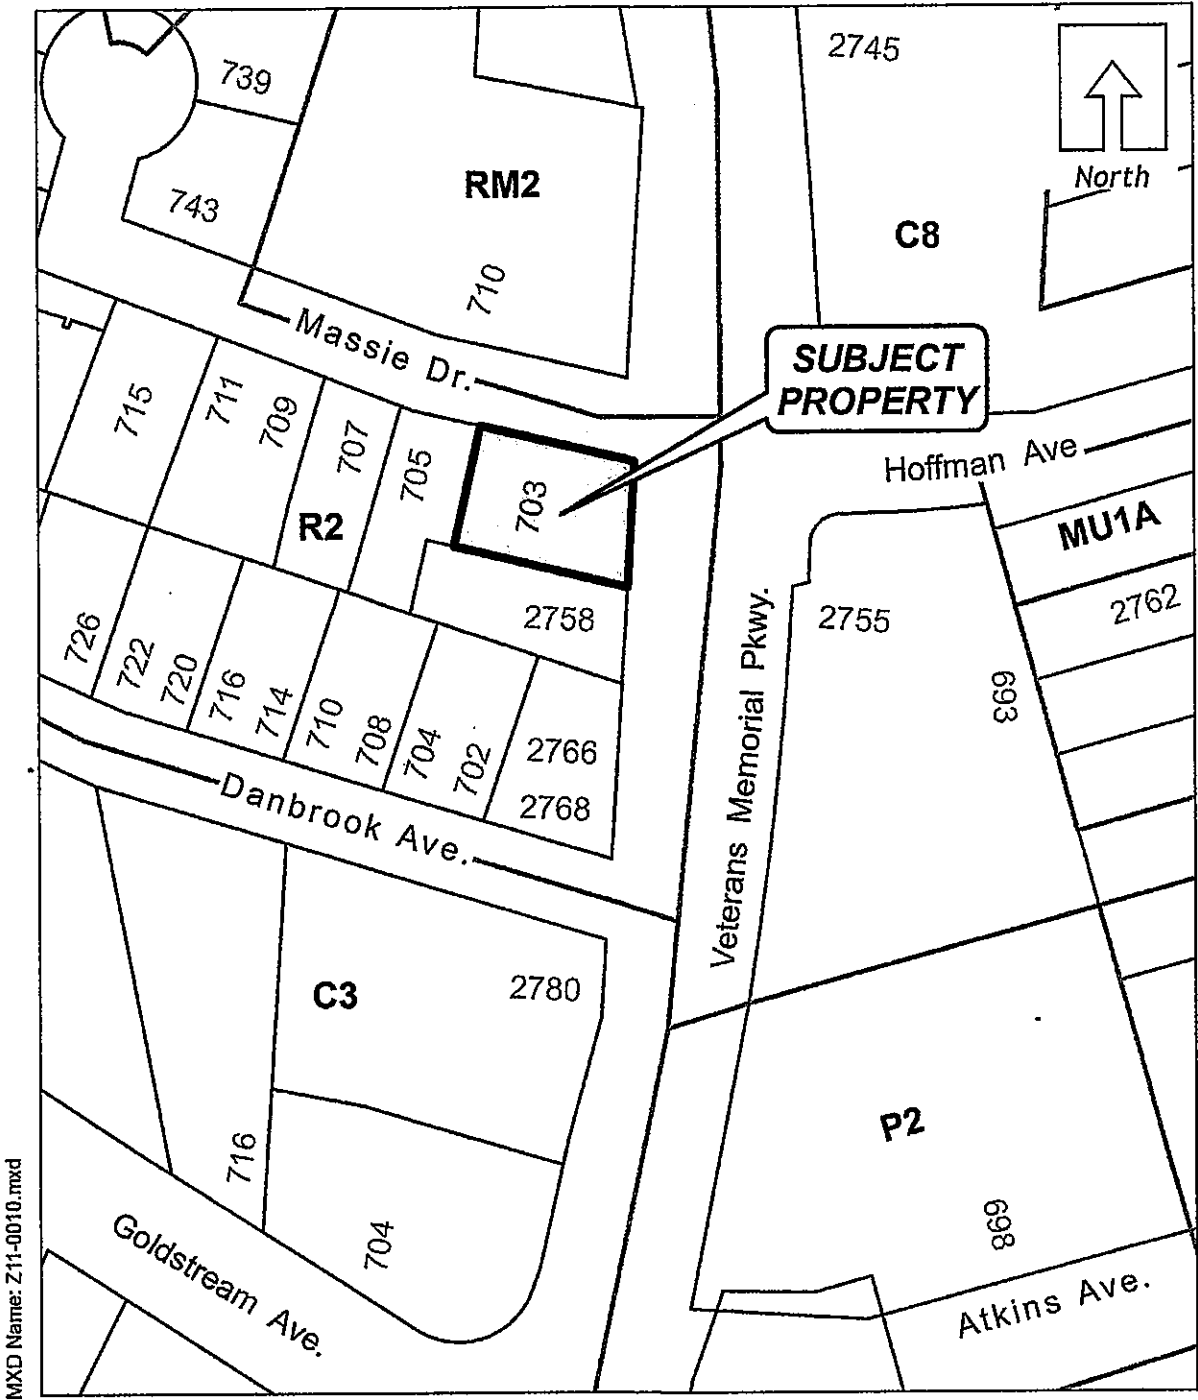 739
2745
743
RM2
North
C8
710
Massie Dr.
SUBJECT
PROPERTY
715
711
709
707
705
703
Hoffman Ave
R2
MU1A
2758
2755
2762
726
722
720
716
714
710
708
704
702
2766
2768
693
Veterans Memorial Pkwy.
Danbrook Ave.
C3
2780
P2
716
704
698
Goldstream Ave.
Atkins Ave.
MXD Name: Z11-0010.mxd